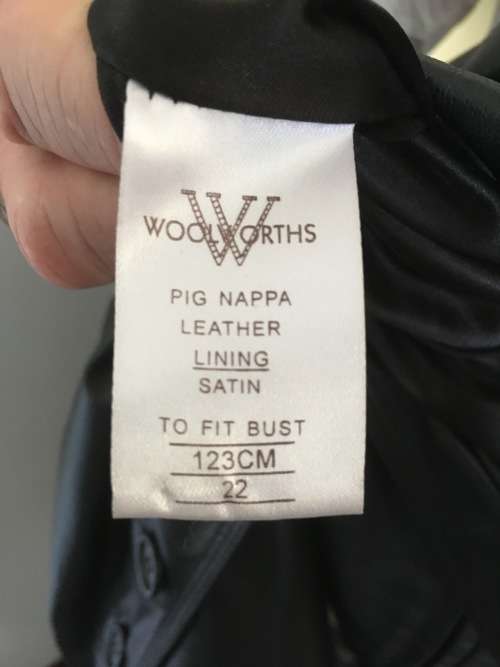 WOOLWORTHS
PIG NAPPA
LEATHER
LINING
SATIN
TO FIT BUST
123CM
22